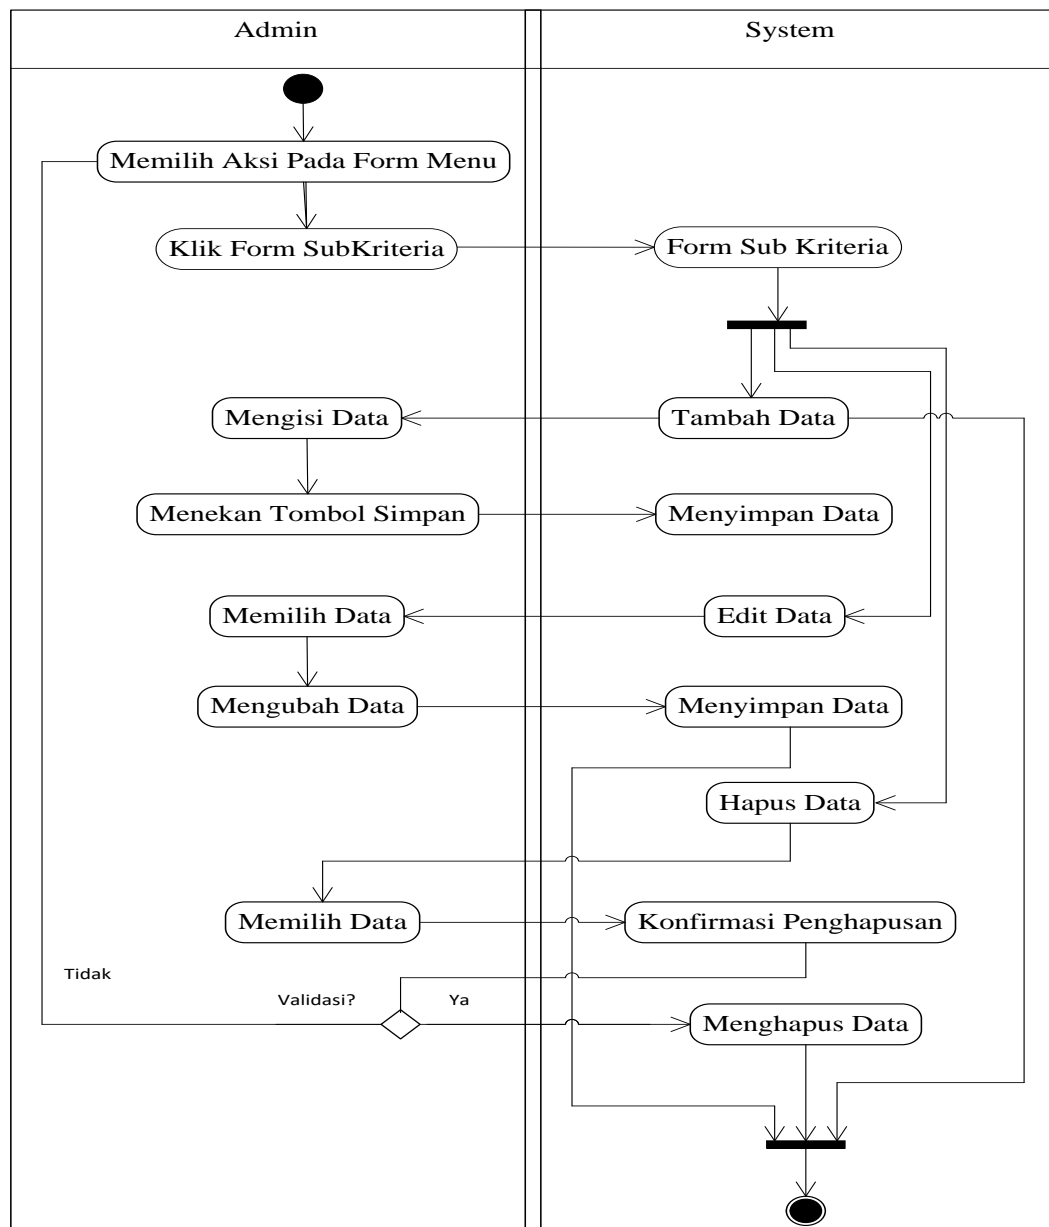 Admin
System
Memilih Aksi Pada Form Menu
Klik Form SubKriteria
Form Sub Kriteria
Mengisi Data
Tambah Data
Menekan Tombol Simpan
Menyimpan Data
Memilih Data
Edit Data
Mengubah Data
Menyimpan Data
Hapus Data
Memilih Data
Konfirmasi Penghapusan
Tidak
Validasi?
Ya
Menghapus Data